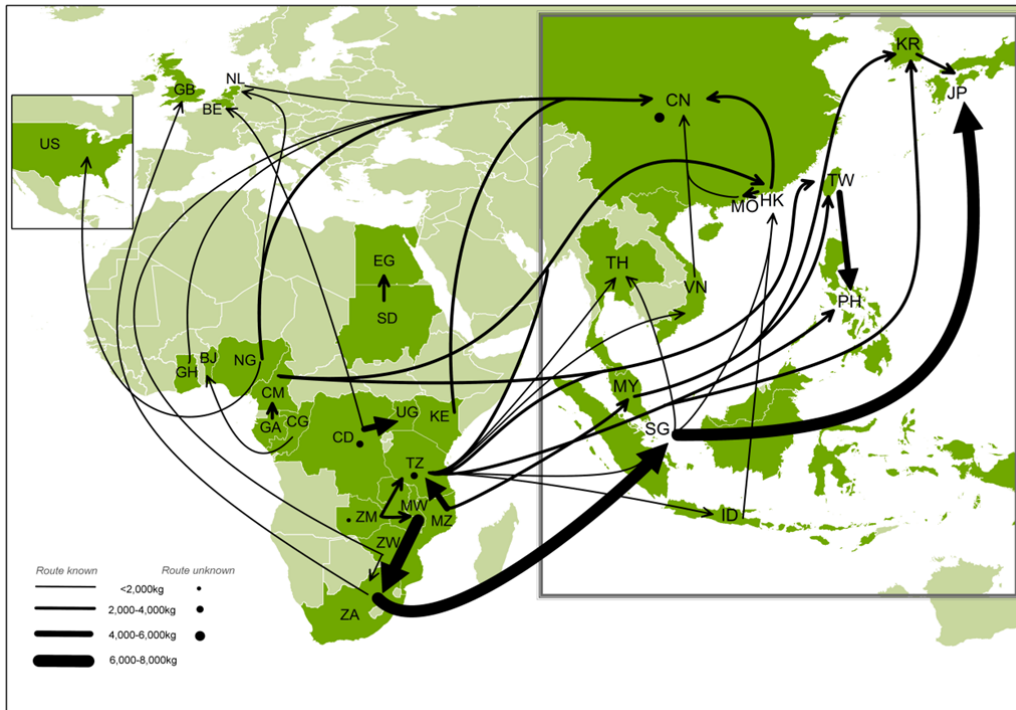 NL
GB
BE
US
CN
KR
JP
TW
MO
HK
TH
VN
PH
EG
SD
BJ
NG
GH
CM
GA
CG
UG
KE
CD
MY
SG
TZ
MW
ZM
MZ
ID
ZW
ZA
Route known
Route unknown
<2,000kg
2,000-4,000kg
4,000-6,000kg
6,000-8,000kg